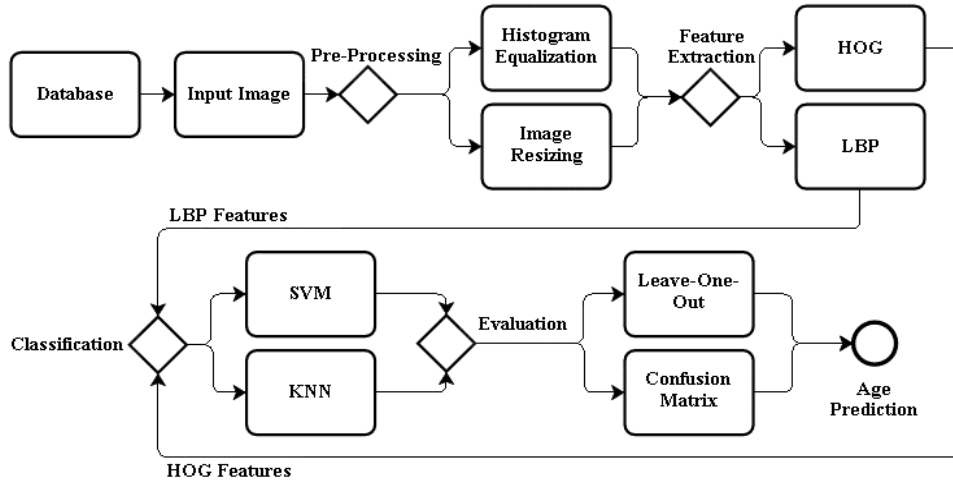 Database
Input Image
Pre-Processing
Histogram
Equalization
Image
Resizing
Feature
Extraction
HOG
LBP
LBP Features
Classification
SVM
KNN
Evaluation
Leave-One-
Out
Confusion
Matrix
Age
Prediction
HOG Features